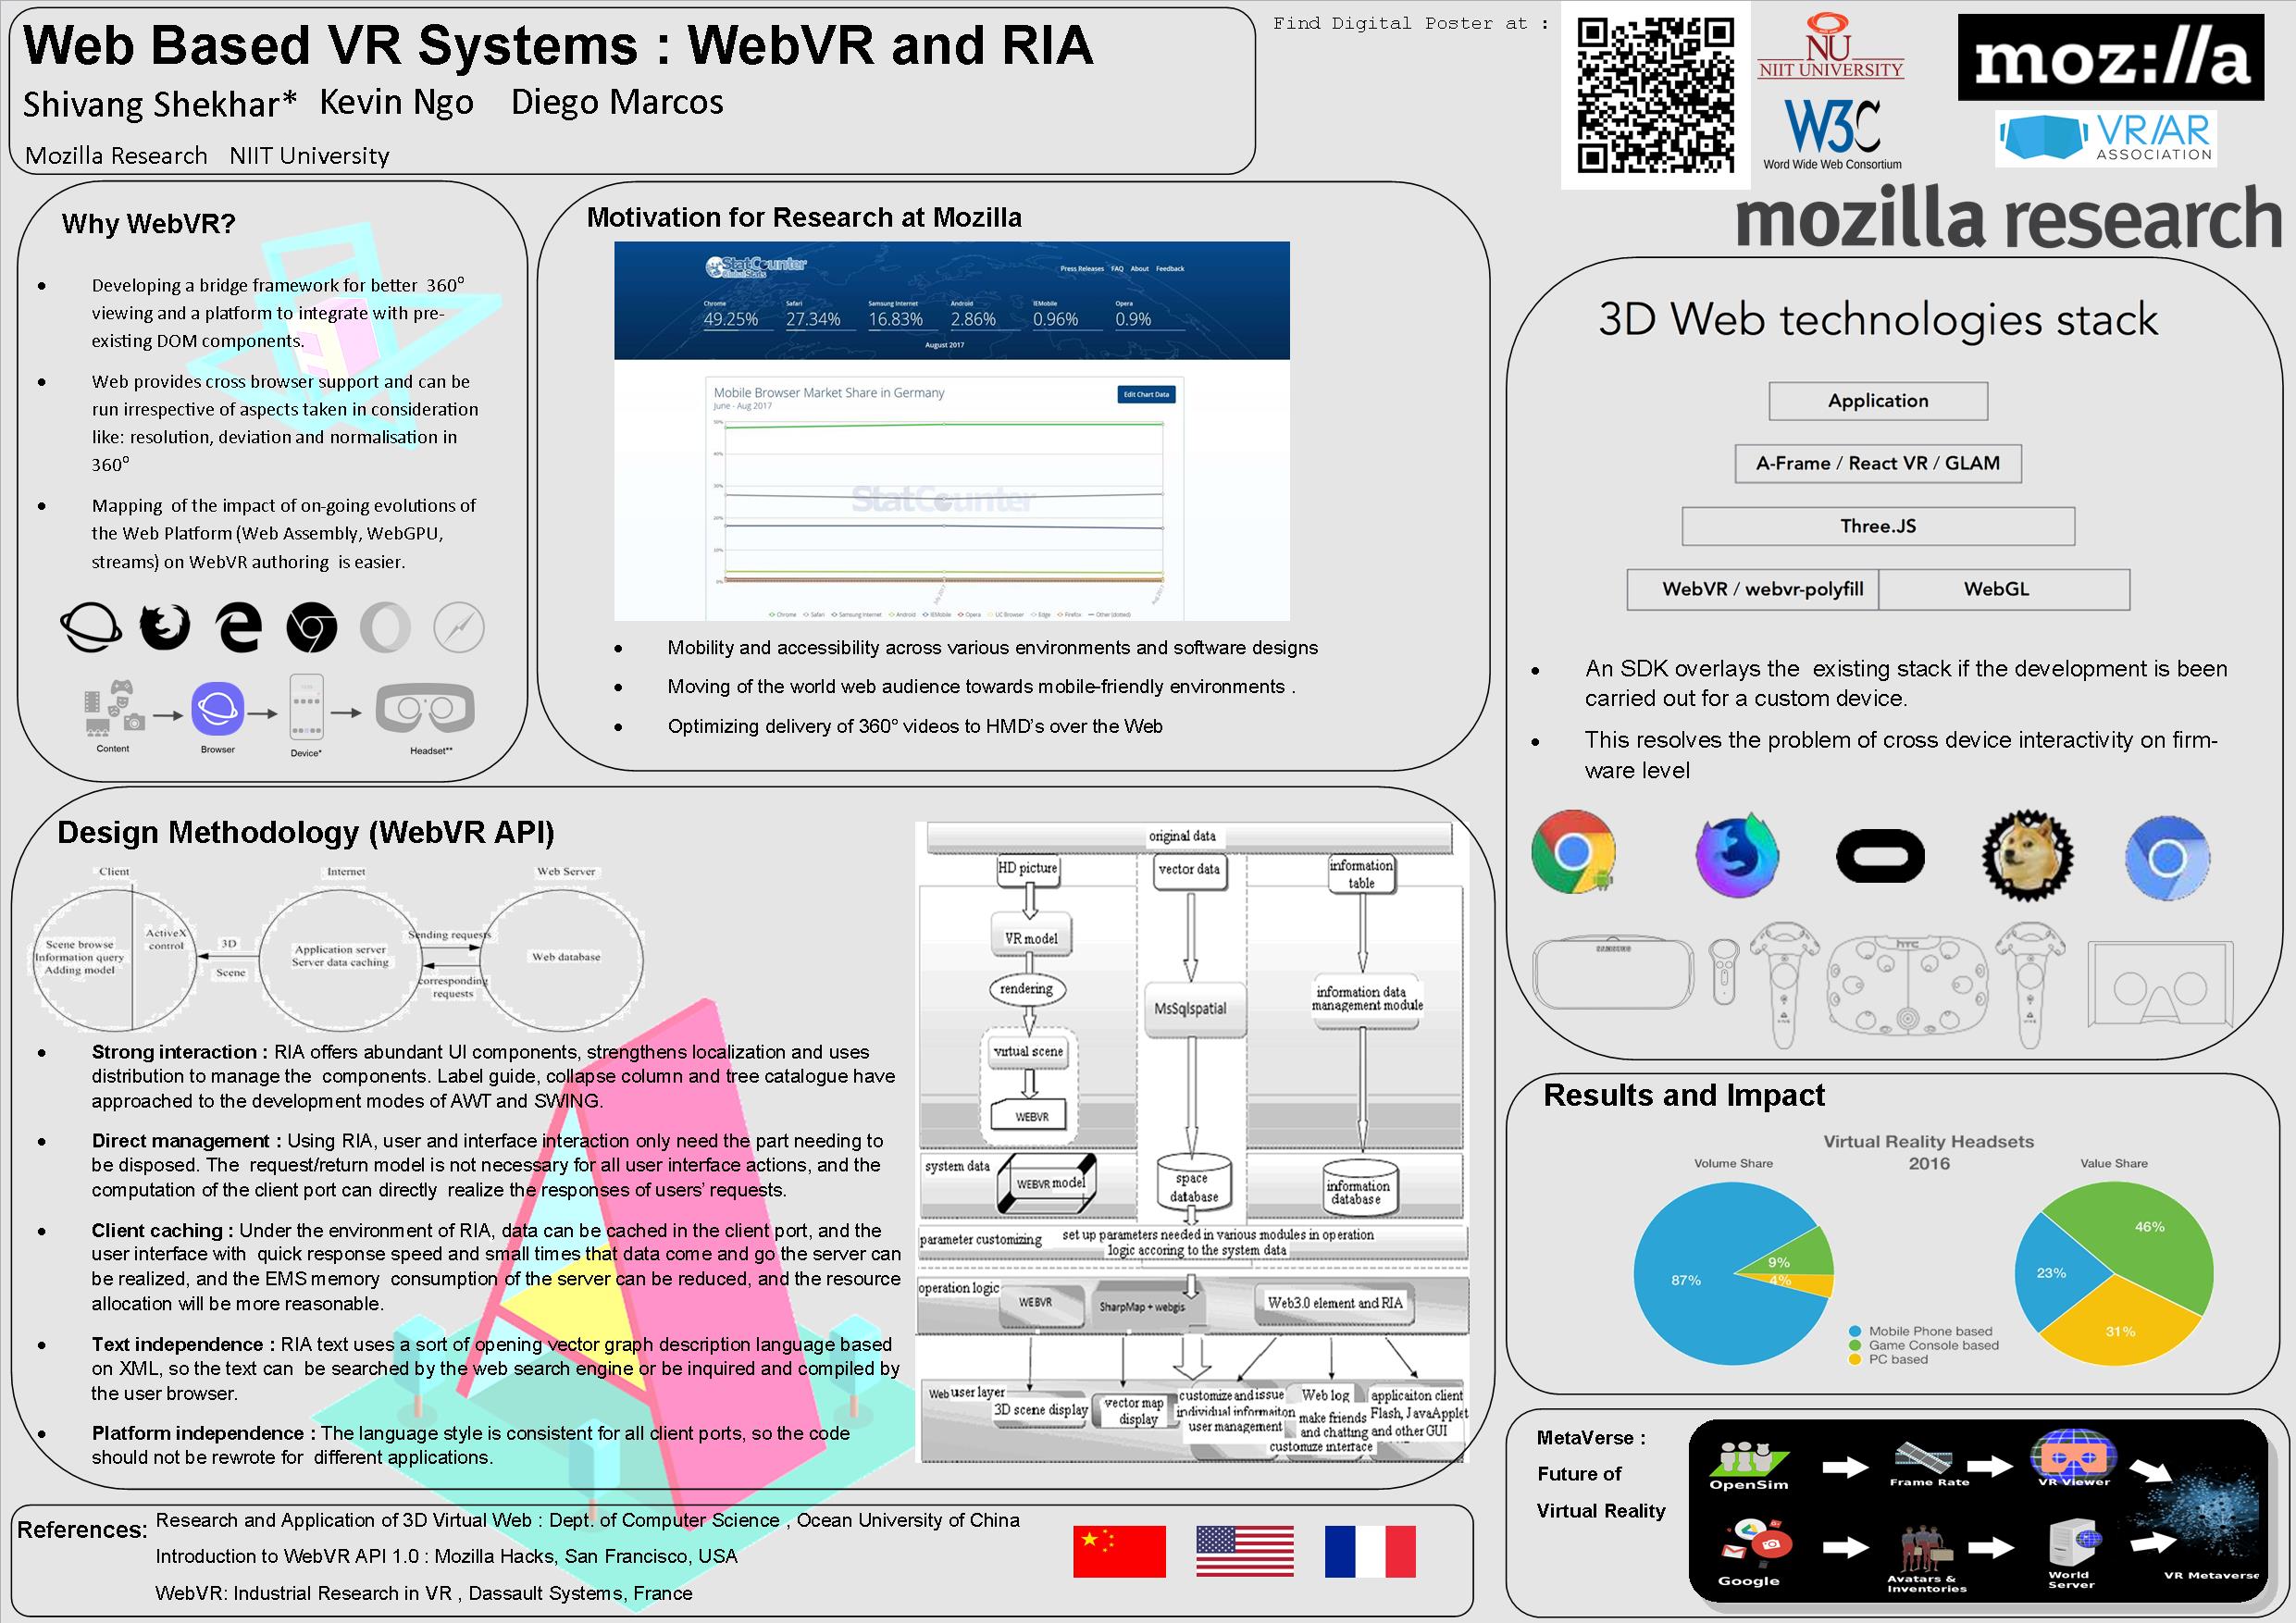 Web Based VR Systems : WebVR and RIA
Shivang Shekhar* Kevin Ngo Diego Marcos
Mozilla Research NIIT University
Find Digital Poster at :
NU
NIIT UNIVERSITY
W3C
Word Wide Web Consortium
moz://a
VR/AR
ASSOCIATION
mozilla research
Why WebVR?
• Developing a bridge framework for better 360°
viewing and a platform to integrate with pre-
existing DOM components.
• Web provides cross browser support and can be
run irrespective of aspects taken in consideration
like: resolution, deviation and normalisation in
360°
• Mapping of the impact of on-going evolutions of
the Web Platform (Web Assembly, WebGPU,
streams) on WebVR authoring is easier.
Content
Browser
Device*
Headset**
Motivation for Research at Mozilla
StatCounter
GlobalStats
Press Releases FAQ About Feedback
Chrome Safari Samsung Internet Android IEMobile Opera
49.25% 27.34% 16.83% 2.86% 0.96% 0.9%
August 2017
Mobile Browser Market Share in Germany
June - Aug 2017
Edit Chart Data
50%
40%
30%
20%
10%
0%
StatCounter
July 2017
Aug 2017
Chrome Safari Samsung Internet Android IEMobile Opera UC Browser Edge Firefox Other (dotted)
• Mobility and accessibility across various environments and software designs
• Moving of the world web audience towards mobile-friendly environments .
• Optimizing delivery of 360° videos to HMD's over the Web
3D Web technologies stack
Application
A-Frame / React VR / GLAM
Three.JS
WebVR / webvr-polyfill WebGL
• An SDK overlays the existing stack if the development is been
carried out for a custom device.
• This resolves the problem of cross device interactivity on firm-
ware level
SAMSUNG
hTC
Design Methodology (WebVR API)
Client
Internet
Web Server
Scene browse
Information query
Adding model
ActiveX
control
3D
Scene
Application server
Server data caching
Sending requests
corresponding
requests
Web database
• Strong interaction : RIA offers abundant UI components, strengthens localization and uses
distribution to manage the components. Label guide, collapse column and tree catalogue have
approached to the development modes of AWT and SWING.
• Direct management : Using RIA, user and interface interaction only need the part needing to
be disposed. The request/return model is not necessary for all user interface actions, and the
computation of the client port can directly realize the responses of users' requests.
• Client caching : Under the environment of RIA, data can be cached in the client port, and the
user interface with quick response speed and small times that data come and go the server can
be realized, and the EMS memory consumption of the server can be reduced, and the resource
allocation will be more reasonable.
• Text independence : RIA text uses a sort of opening vector graph description language based
on XML, so the text can be searched by the web search engine or be inquired and compiled by
the user browser.
• Platform independence : The language style is consistent for all client ports, so the code
should not be rewrote for different applications.
original data
HD picture
vector data
information
table
VR model
rendering
MsSqlspatial
information data
management module
virtual scene
WEBVR
system data
WEBVR model
space
database
information
database
parameter customizing
set up parameters needed in various modules in operation
logic accoring to the system data
operation logic
WEBVR
SharpMap + webgis
Web3.0 element and RIA
Web user layer
3D scene display
vector map
display
customize and issue
individual informaiton
user management
Web log
make friends
and chatting
customize interface
applicaiton client
Flash, JavaApplet
and other GUI
Results and Impact
Virtual Reality Headsets
2016
Volume Share
Value Share
87%
9%
4%
46%
23%
31%
Mobile Phone based
Game Console based
PC based
MetaVerse :
Future of
Virtual Reality
OpenSim
Frame Rate
VR Viewer
Google
Avatars &
Inventories
World
Server
VR Metaverse
References:
Research and Application of 3D Virtual Web : Dept. of Computer Science , Ocean University of China
Introduction to WebVR API 1.0 : Mozilla Hacks, San Francisco, USA
WebVR: Industrial Research in VR , Dassault Systems, France